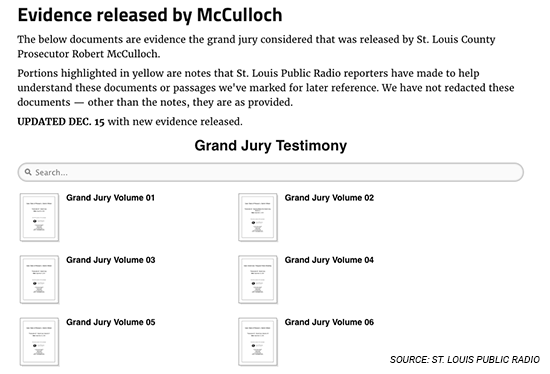 Evidence released by McCulloch
The below documents are evidence the grand jury considered that was released by St. Louis County
Prosecutor Robert McCulloch.
Portions highlighted in yellow are notes that St. Louis Public Radio reporters have made to help
understand these documents or passages we've marked for later reference. We have not redacted these
documents — other than the notes, they are as provided.
UPDATED DEC. 15 with new evidence released.
Grand Jury Testimony
Search...
Grand Jury Volume 01
Grand Jury Volume 02
Grand Jury Volume 03
Grand Jury Volume 04
Grand Jury Volume 05
Grand Jury Volume 06
SOURCE: ST. LOUIS PUBLIC RADIO